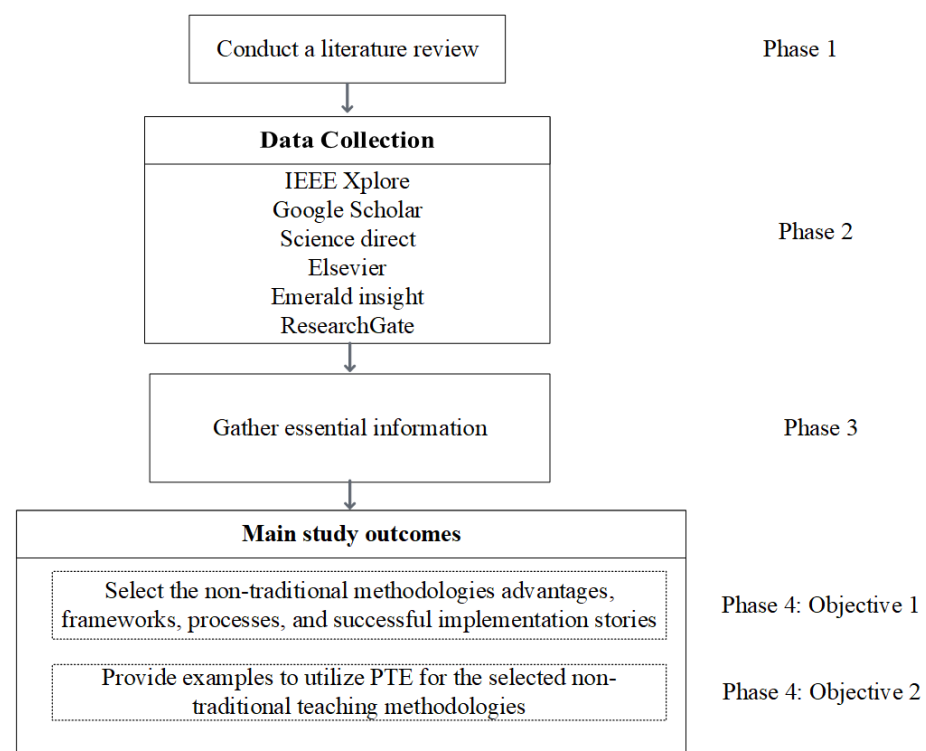 Conduct a literature review
Phase 1
Data Collection
IEEE Xplore
Google Scholar
Science direct
Elsevier
Emerald insight
ResearchGate
Phase 2
Gather essential information
Phase 3
Main study outcomes
Select the non-traditional methodologies advantages,
frameworks, processes, and successful implementation stories
Phase 4: Objective 1
Provide examples to utilize PTE for the selected non-
traditional teaching methodologies
Phase 4: Objective 2